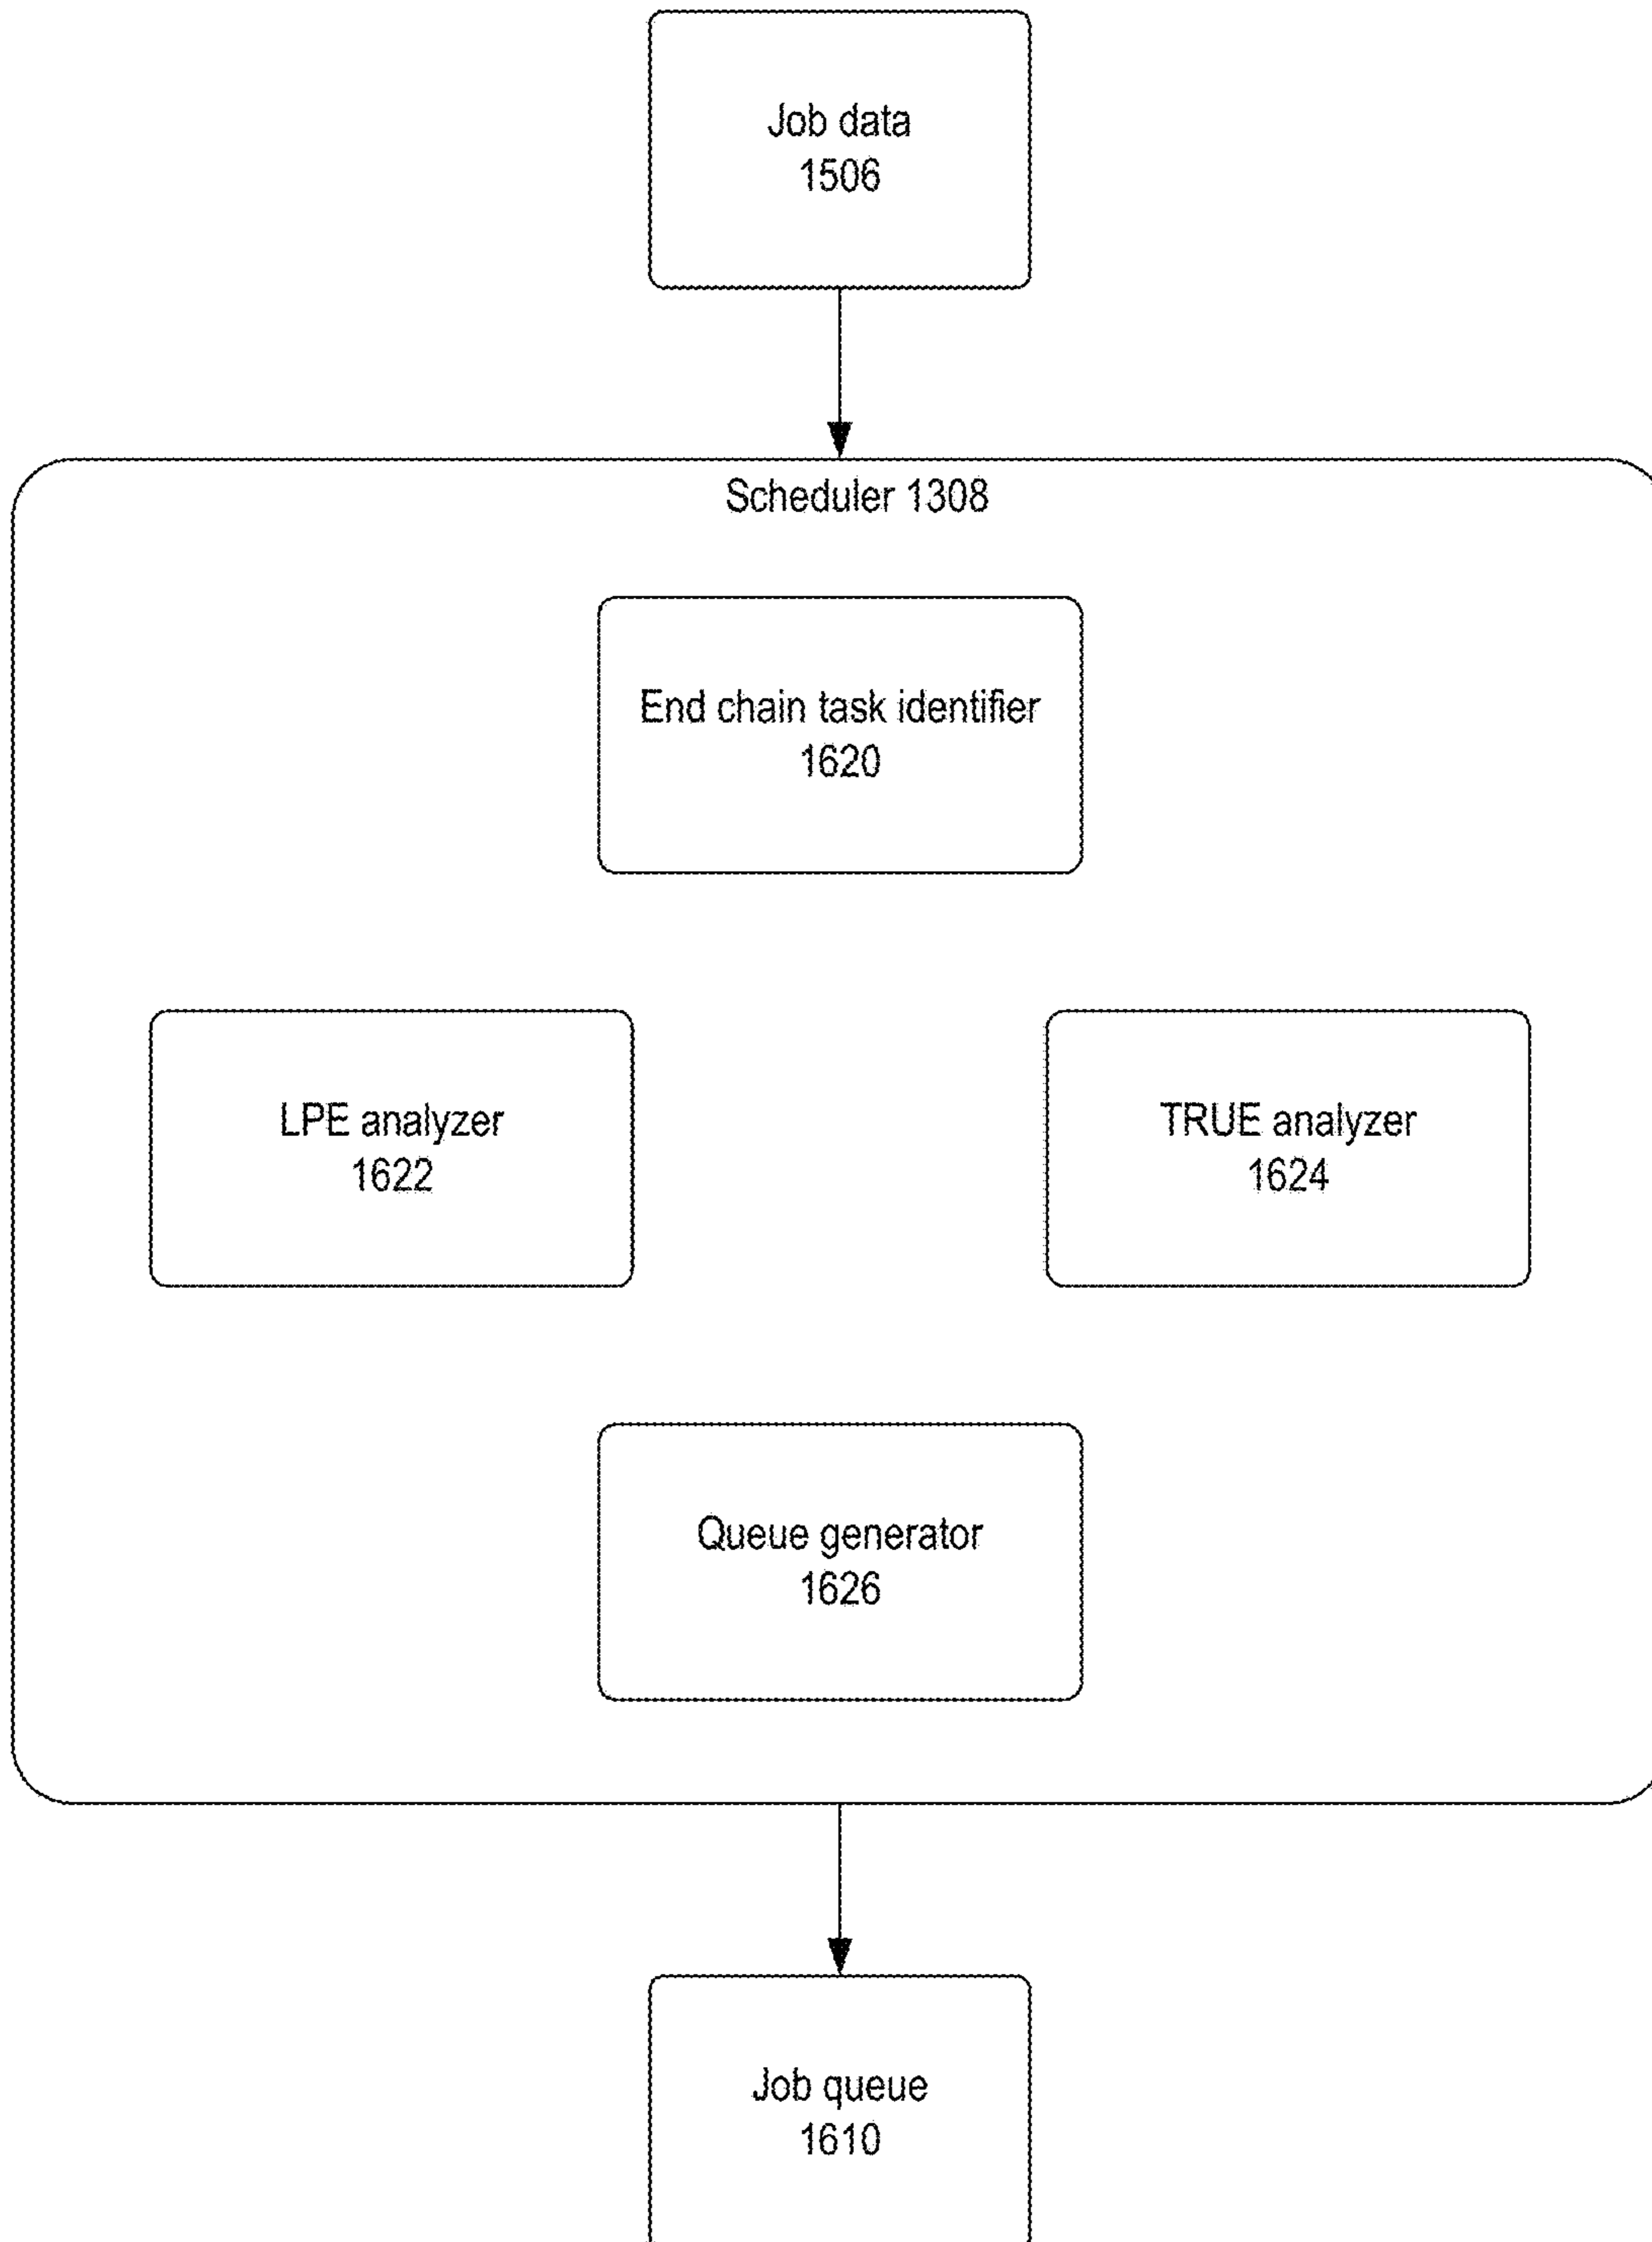 Job data
1506
Scheduler 1308
End chain task identifier
1620
LPE analyzer
1622
TRUE analyzer
1624
Queue generator
1626
Job queue
1610